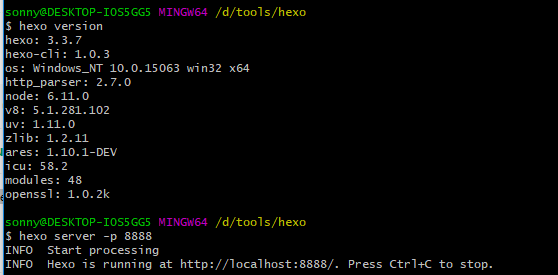 sonny@DESKTOP-IOS5GG5 MINGW64 /d/tools/hexo
$ hexo version
hexo: 3.3.7
hexo-cli: 1.0.3
os: Windows_NT 10.0.15063 win32 x64
http_parser: 2.7.0
node: 6.11.0
v8: 5.1.281.102
uv: 1.11.0
zlib: 1.2.11
ares: 1.10.1-DEV
icu: 58.2
modules: 48
openssl: 1.0.2k
sonny@DESKTOP-IOS5GG5 MINGW64 /d/tools/hexo
$ hexo server -p 8888
INFO  Start processing
INFO  Hexo is running at http://localhost:8888/. Press Ctrl+C to stop.